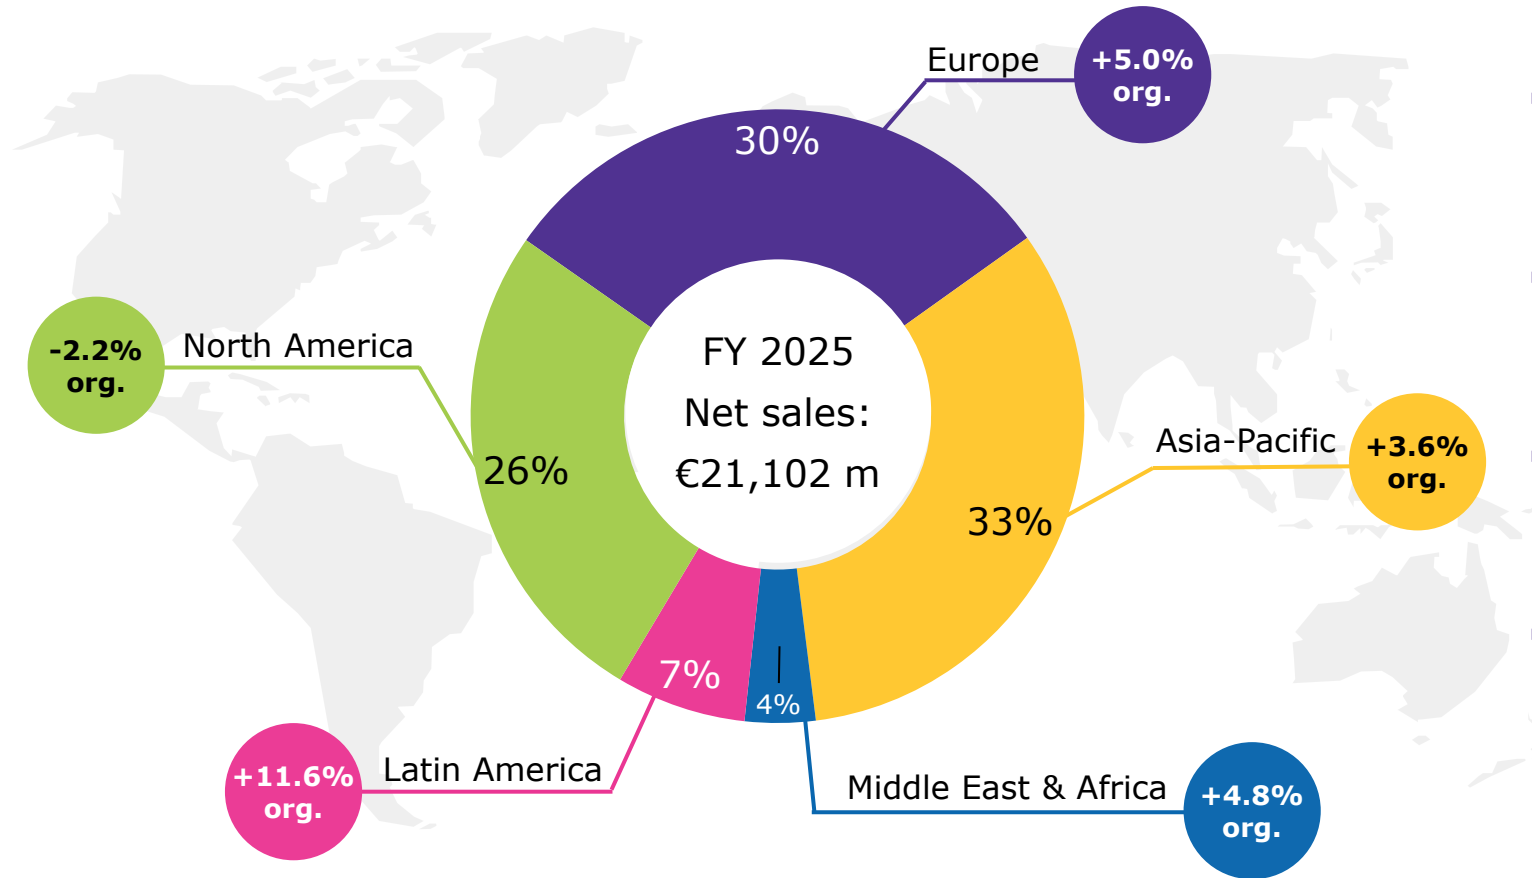 Europe
+5.0%
org.
30%
FY 2025
Net sales:
€21,102 m
-2.2%
org.
North America
26%
Asia-Pacific
+3.6%
org.
33%
7%
4%
+11.6%
org.
Latin America
Middle East & Africa
+4.8%
org.